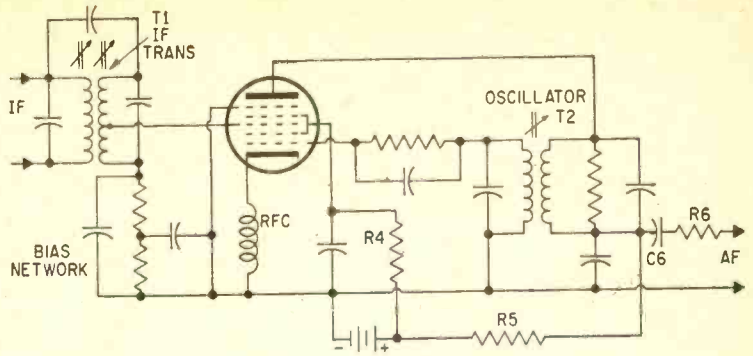 T1
IF
TRANS
IF
OSCILLATOR
T2
RFC
R4
BIAS
NETWORK
R6
C6
AF
R5
- +